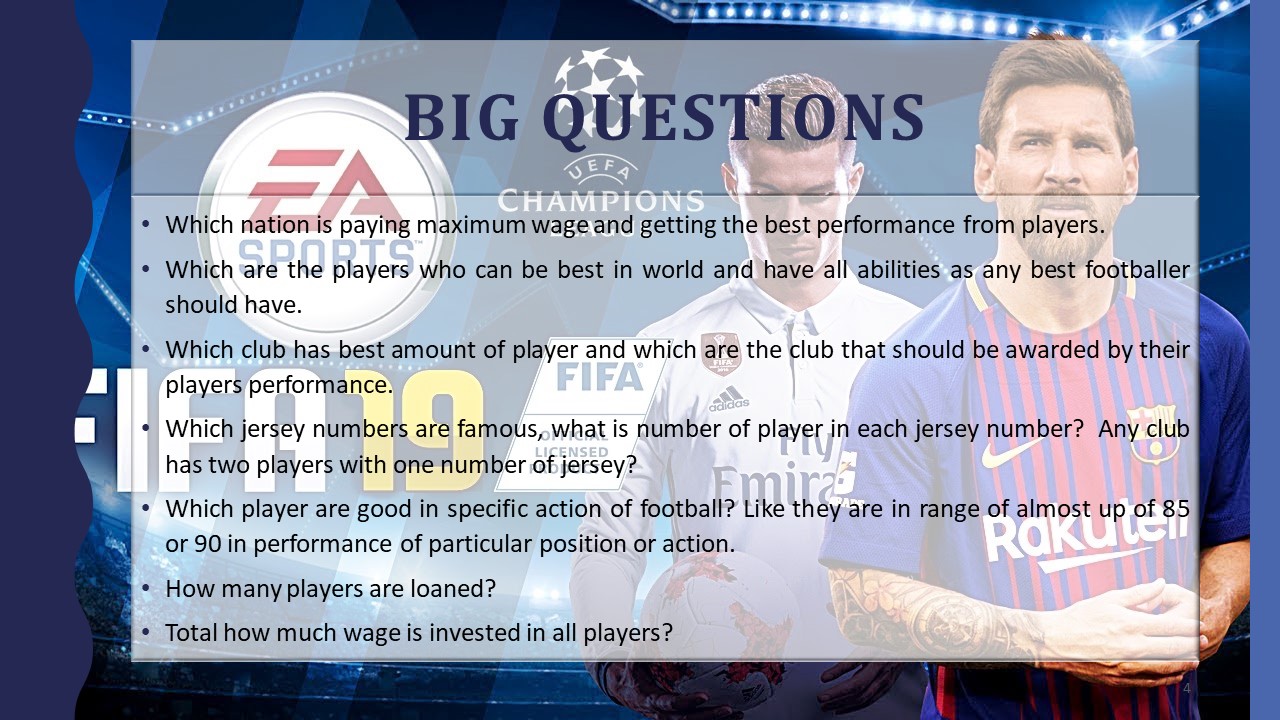 BIG QUESTIONS
EA
SPORTS™
UEFA
CHAMPIONS
• Which nation is paying maximum wage and getting the best performance from players.
• Which are the players who can be best in world and have all abilities as any best footballer
should have.
• Which club has best amount of player and which are the club that should be awarded by their
players performance.
• Which jersey numbers are famous, what is number of player in each jersey number? Any club
has two players with one number of jersey?
• Which player are good in specific action of football? Like they are in range of almost up of 85
or 90 in performance of particular position or action.
• How many players are loaned?
• Total how much wage is invested in all players?
FIFA 19
FIFA®
OFFICIAL
LICENSED
adidas
Fly
Emirates
Rakuten
4